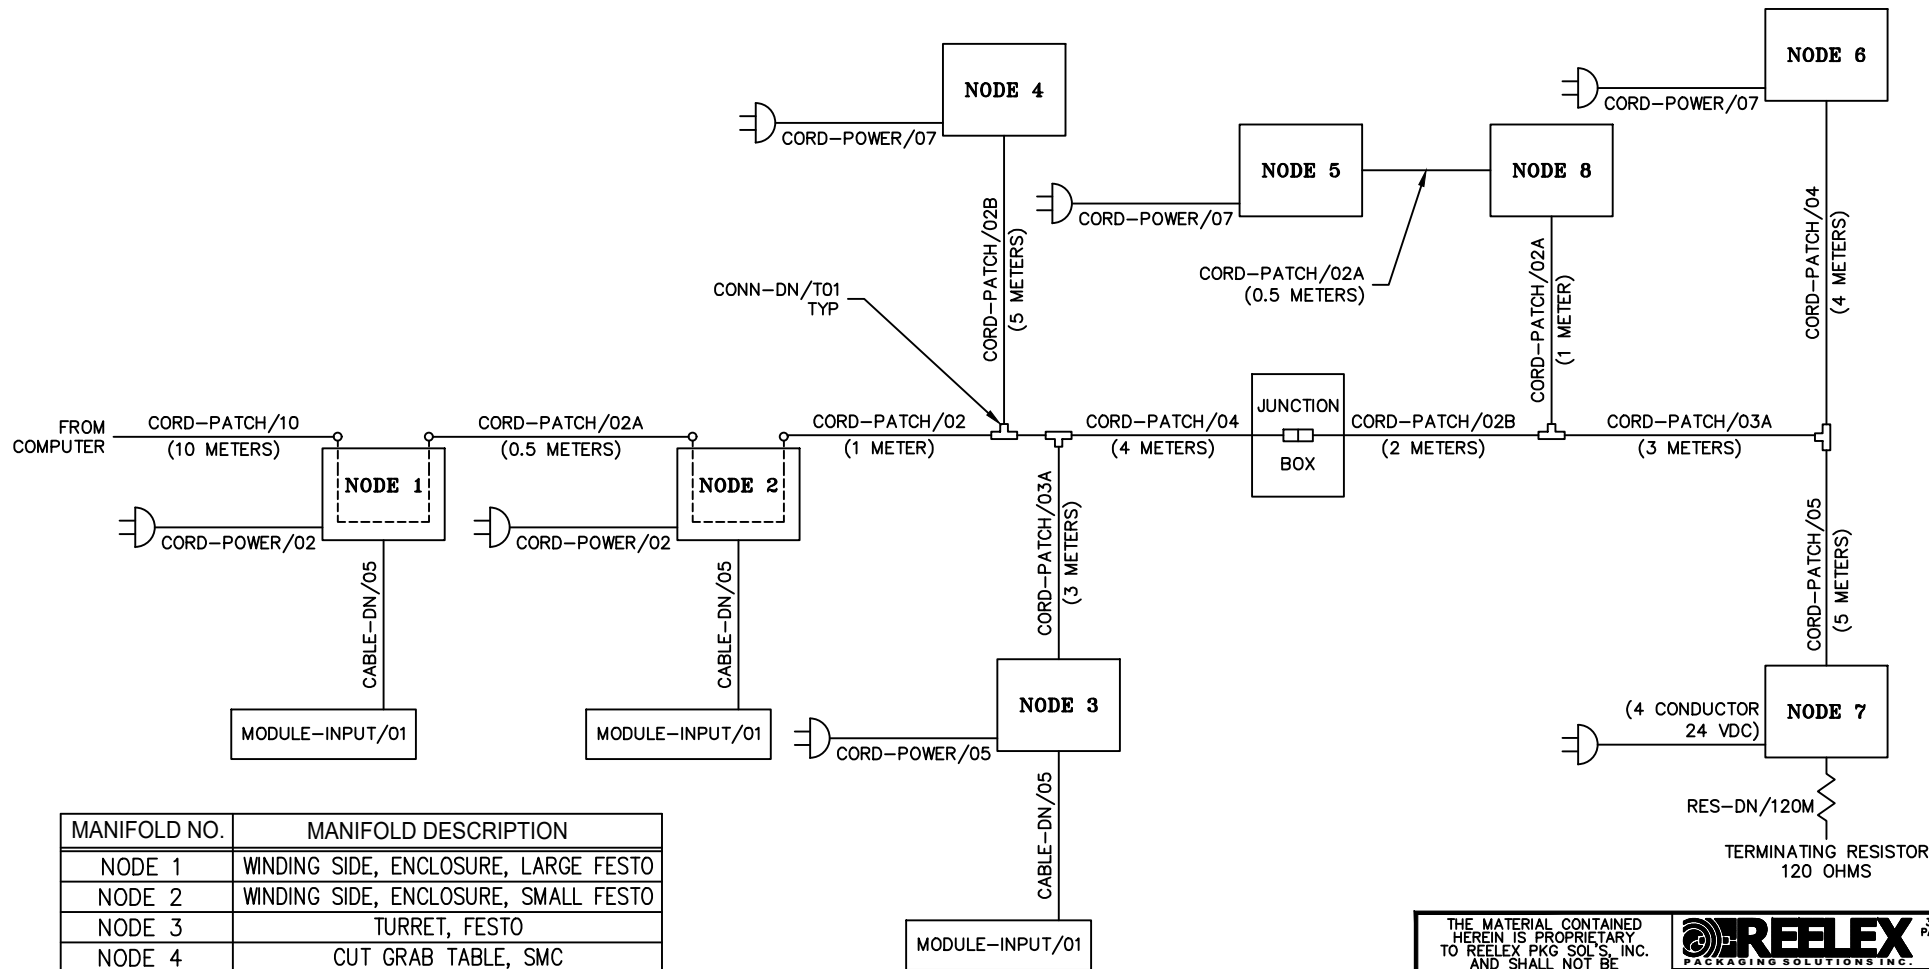 NODE 6
CORD-POWER/07
NODE 4
CORD-POWER/07
NODE 5
CORD-POWER/07
NODE 8
CORD-PATCH/02A
(0.5 METERS)
CORD-PATCH/02B
(5 METERS)
CORD-PATCH/02A
(1 METER)
CORD-PATCH/04
(4 METERS)
CONN-DN/T01
TYP
FROM
COMPUTER
CORD-PATCH/10
(10 METERS)
CORD-PATCH/02A
(0.5 METERS)
CORD-PATCH/02
(1 METER)
CORD-PATCH/04
(4 METERS)
JUNCTION
BOX
CORD-PATCH/02B
(2 METERS)
CORD-PATCH/03A
(3 METERS)
NODE 1
CORD-POWER/02
CABLE-DN/05
MODULE-INPUT/01
NODE 2
CORD-POWER/02
CABLE-DN/05
MODULE-INPUT/01
CORD-PATCH/03A
(3 METERS)
NODE 3
CORD-POWER/05
CABLE-DN/05
MODULE-INPUT/01
CORD-PATCH/05
(5 METERS)
NODE 7
(4 CONDUCTOR
24 VDC)
RES-DN/120M
TERMINATING RESISTOR
120 OHMS
MANIFOLD NO. MANIFOLD DESCRIPTION
NODE 1 WINDING SIDE, ENCLOSURE, LARGE FESTO
NODE 2 WINDING SIDE, ENCLOSURE, SMALL FESTO
NODE 3 TURRET, FESTO
NODE 4 CUT GRAB TABLE, SMC
THE MATERIAL CONTAINED
HEREIN IS PROPRIETARY
TO REELEX PKG SOL'S, INC.
AND SHALL NOT BE
REELEX
PACKAGING SOLUTIONS INC.